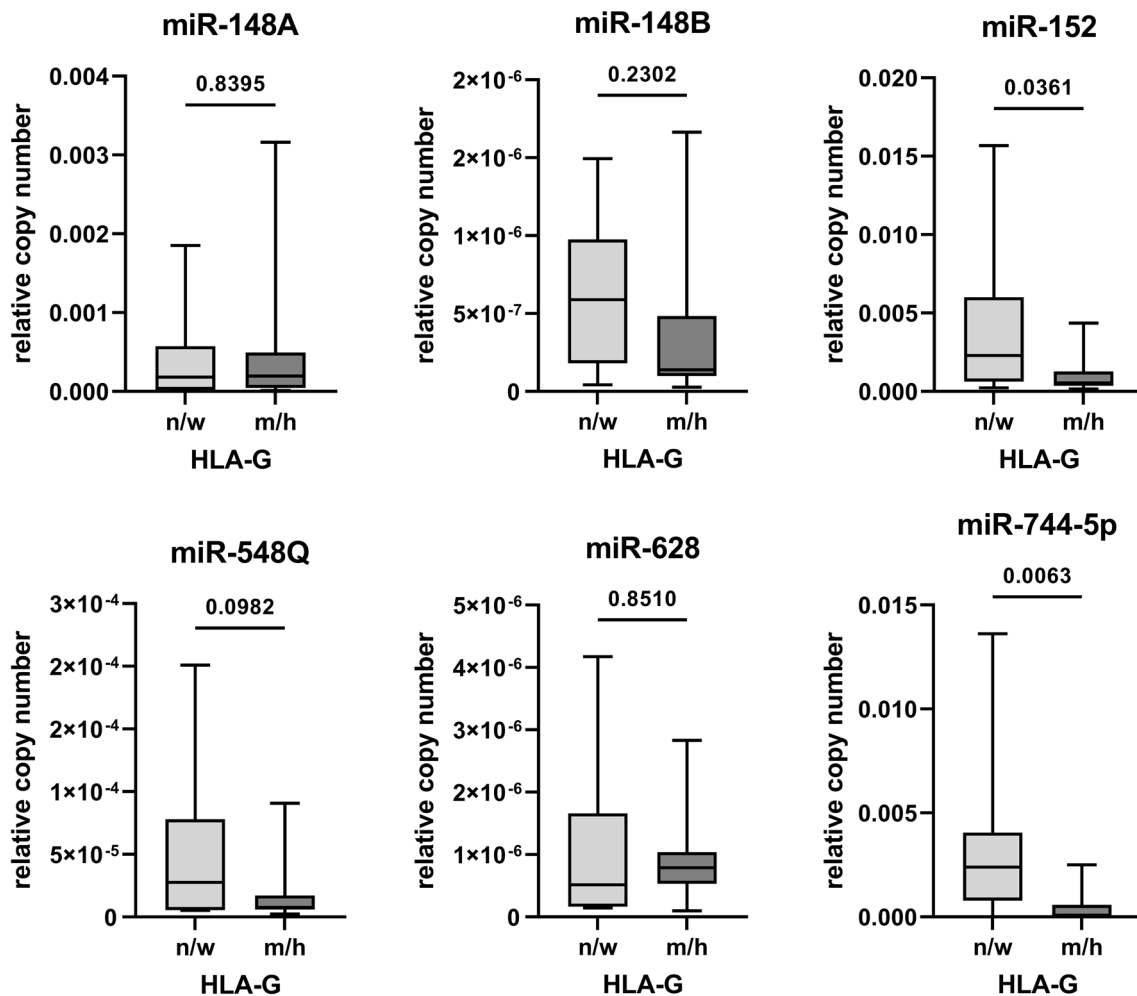 miR-148A
relative copy number
0.004
0.003
0.002
0.001
0.000
0.8395
n/w m/h
HLA-G
miR-148B
relative copy number
2×10⁻⁶
2×10⁻⁶
1×10⁻⁶
5×10⁻⁷
0
0.2302
n/w m/h
HLA-G
miR-152
relative copy number
0.020
0.015
0.010
0.005
0.000
0.0361
n/w m/h
HLA-G
miR-548Q
relative copy number
3×10⁻⁴
2×10⁻⁴
2×10⁻⁴
1×10⁻⁴
5×10⁻⁵
0
0.0982
n/w m/h
HLA-G
miR-628
relative copy number
5×10⁻⁶
4×10⁻⁶
3×10⁻⁶
2×10⁻⁶
1×10⁻⁶
0
0.8510
n/w m/h
HLA-G
miR-744-5p
relative copy number
0.015
0.010
0.005
0.000
0.0063
n/w m/h
HLA-G